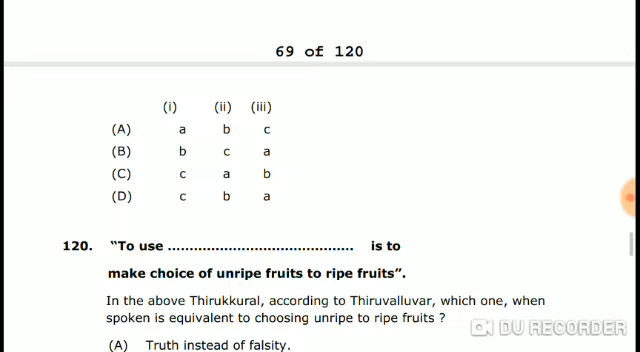 69 of 120
(i) (ii) (iii)
(A) a b c
(B) b c a
(C) c a b
(D) c b a
120. “To use ............................................ is to
make choice of unripe fruits to ripe fruits”.
In the above Thirukkural, according to Thiruvalluvar, which one, when
spoken is equivalent to choosing unripe to ripe fruits ?
(A) Truth instead of falsity.
DU RECORDER